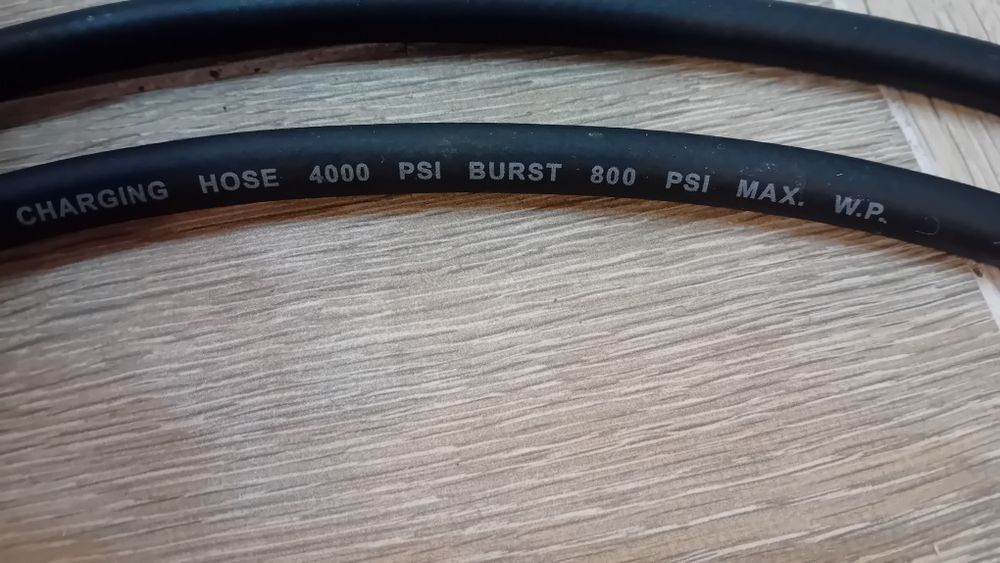 CHARGING HOSE 4000 PSI BURST 800 PSI MAX. W.P.